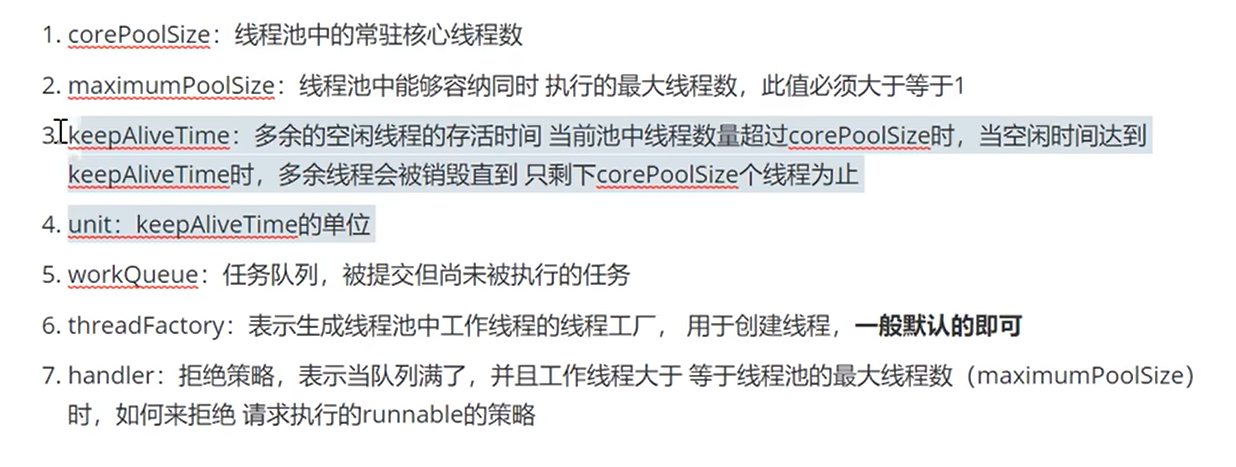 1. corePoolSize：线程池中的常驻核心线程数
2. maximumPoolSize：线程池中能够容纳同时 执行的最大线程数，此值必须大于等于1
3. keepAliveTime：多余的空闲线程的存活时间 当前池中线程数量超过corePoolSize时，当空闲时间达到
keepAliveTime时，多余线程会被销毁直到 只剩下corePoolSize个线程为止
4. unit：keepAliveTime的单位
5. workQueue：任务队列，被提交但尚未被执行的任务
6. threadFactory：表示生成线程池中工作线程的线程工厂， 用于创建线程，一般默认的即可
7. handler：拒绝策略，表示当队列满了，并且工作线程大于 等于线程池的最大线程数（maximumPoolSize）
时，如何来拒绝 请求执行的runnable的策略